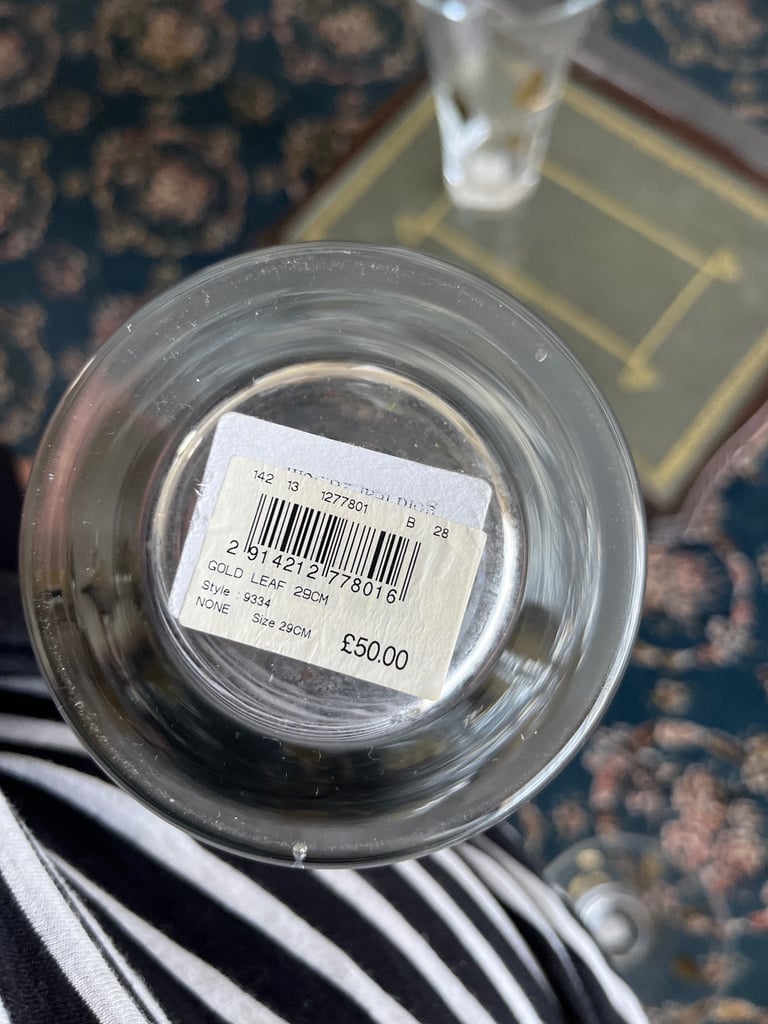 142 13 1277801 B 28
2 914212 778016
GOLD LEAF 29CM
Style : 9334
NONE Size 29CM
£50.00